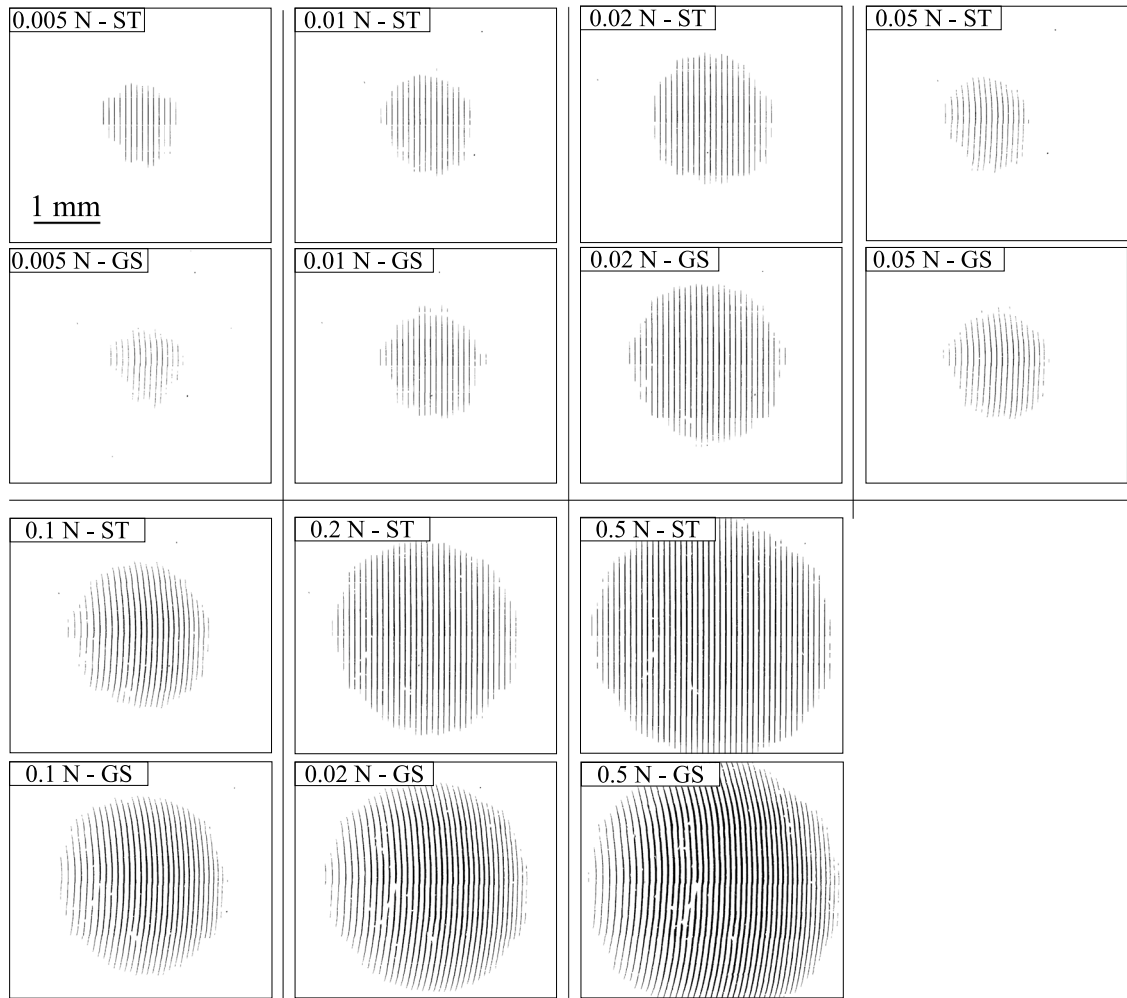 0.005 N - ST
0.01 N - ST
0.02 N - ST
0.05 N - ST
1 mm
0.005 N - GS
0.01 N - GS
0.02 N - GS
0.05 N - GS
0.1 N - ST
0.2 N - ST
0.5 N - ST
0.1 N - GS
0.02 N - GS
0.5 N - GS